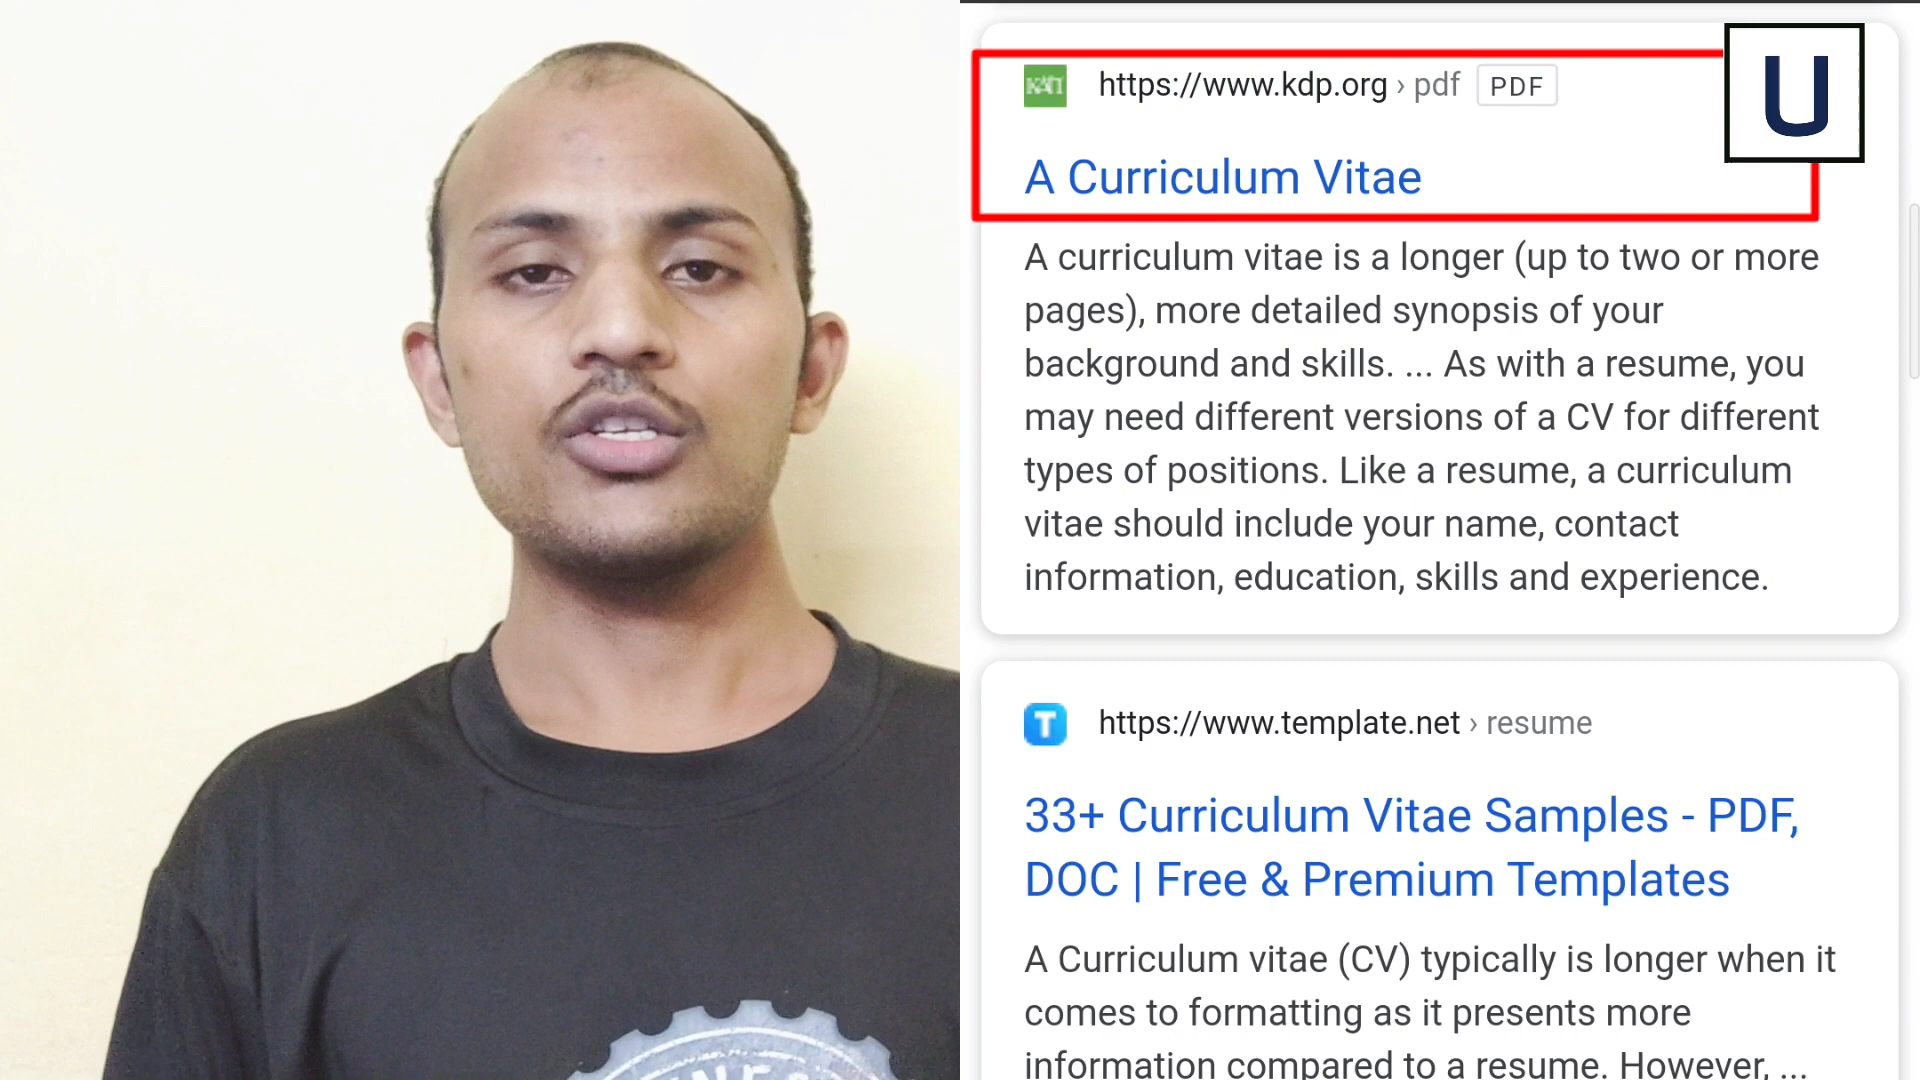 https://www.kdp.org › pdf PDF
U
A Curriculum Vitae
A curriculum vitae is a longer (up to two or more
pages), more detailed synopsis of your
background and skills. ... As with a resume, you
may need different versions of a CV for different
types of positions. Like a resume, a curriculum
vitae should include your name, contact
information, education, skills and experience.
T
https://www.template.net › resume
33+ Curriculum Vitae Samples - PDF,
DOC | Free & Premium Templates
A Curriculum vitae (CV) typically is longer when it
comes to formatting as it presents more
information compared to a resume. However, ...